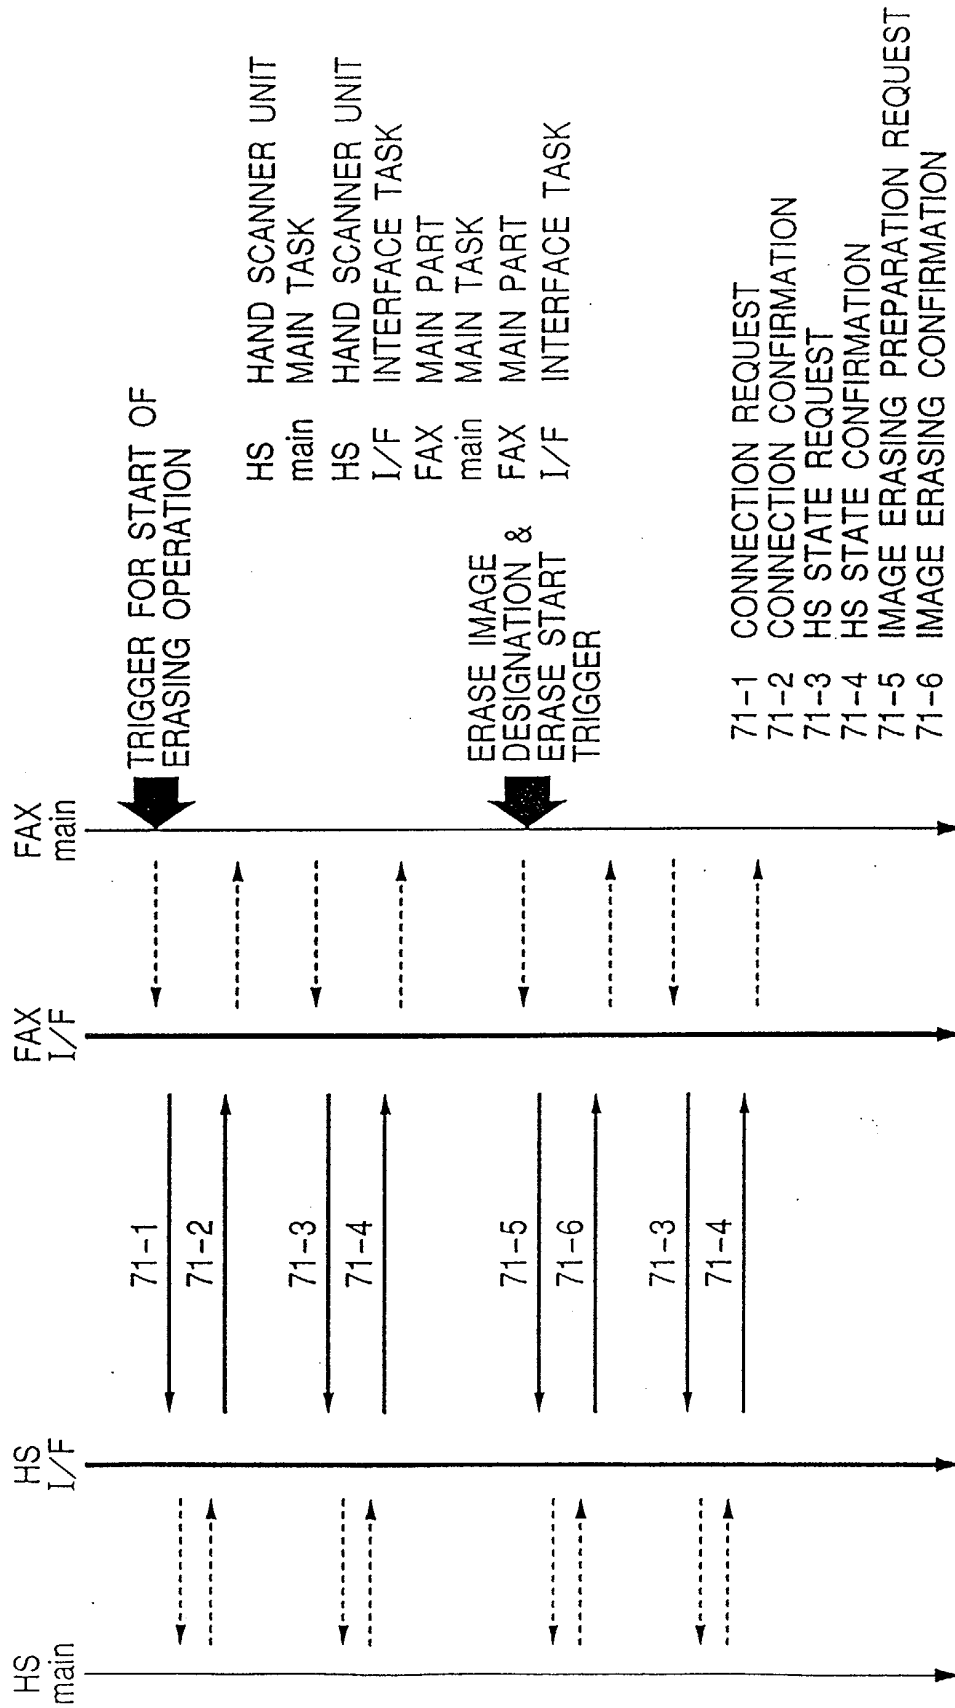 HS
main
HS
I/F
FAX
I/F
FAX
main
TRIGGER FOR START OF
ERASING OPERATION
71-1
71-2
71-3
71-4
71-5
71-6
71-3
71-4
ERASE IMAGE
DESIGNATION &
ERASE START
TRIGGER
HS HAND SCANNER UNIT
main MAIN TASK
HS HAND SCANNER UNIT
I/F INTERFACE TASK
FAX MAIN PART
main MAIN TASK
FAX MAIN PART
I/F INTERFACE TASK
71-1 CONNECTION REQUEST
71-2 CONNECTION CONFIRMATION
71-3 HS STATE REQUEST
71-4 HS STATE CONFIRMATION
71-5 IMAGE ERASING PREPARATION REQUEST
71-6 IMAGE ERASING CONFIRMATION